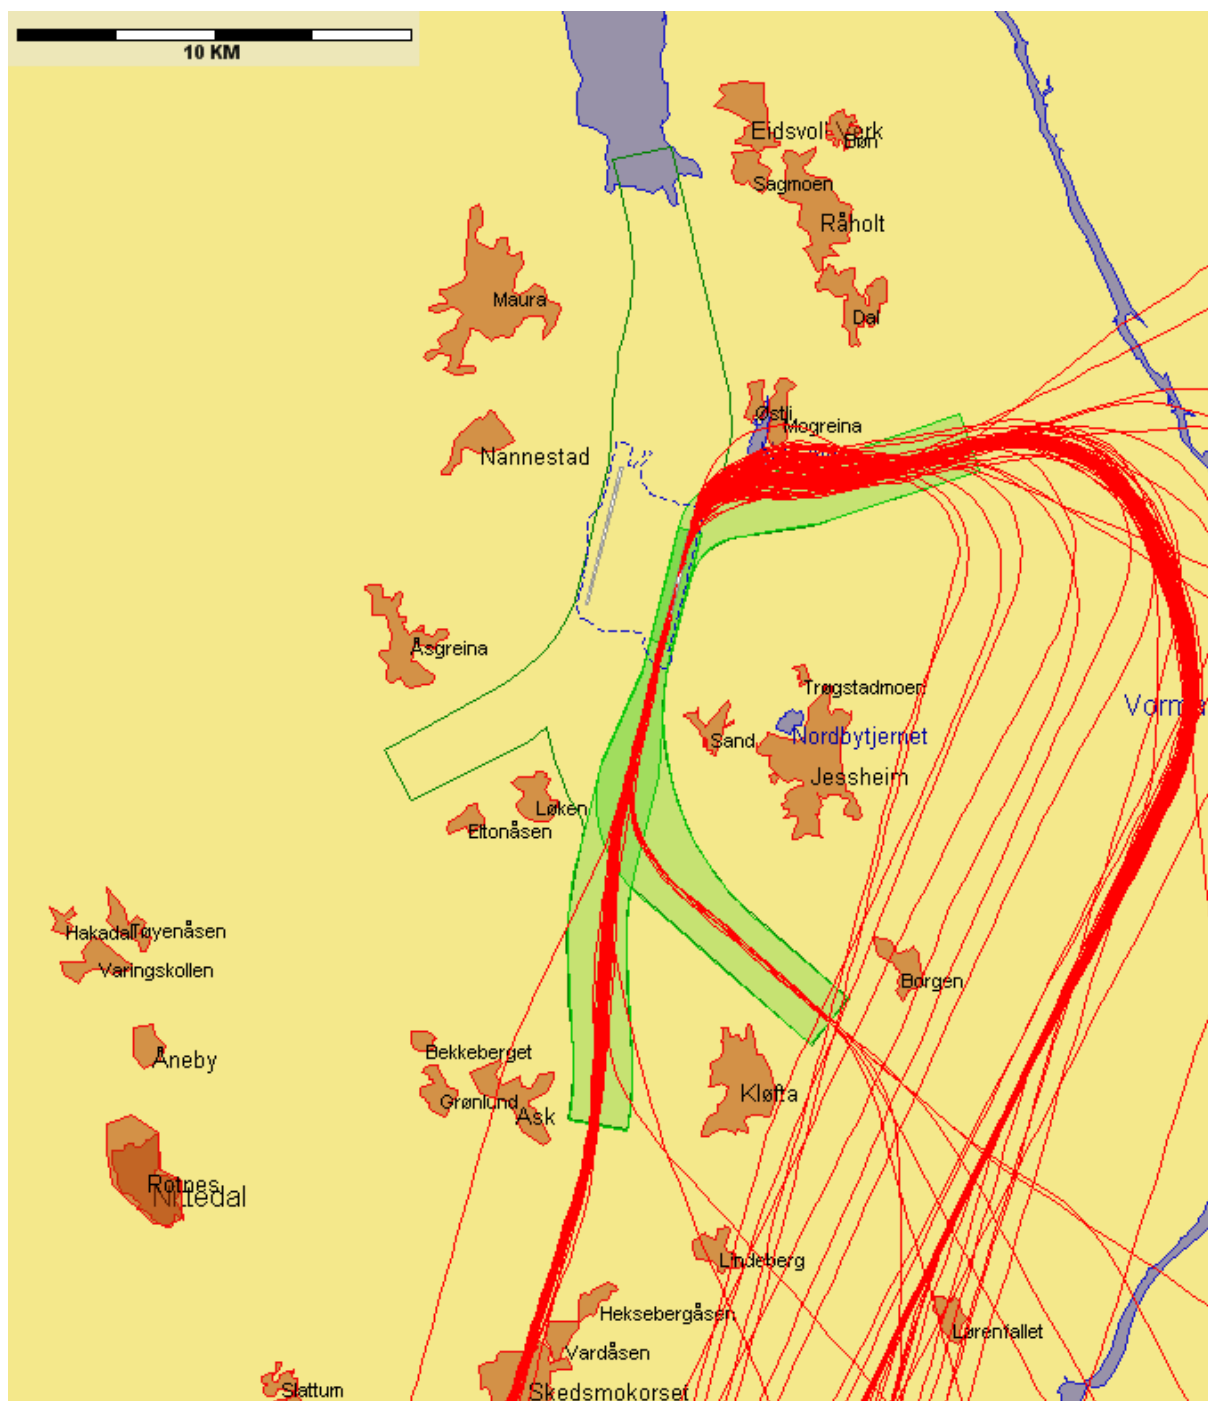 10 KM
Eidsvoll Verk
Bøn
Sagmoen
Råholt
Maura
Dal
Østli
Mogreina
Nannestad
Åsgreina
Trøgstadmoen
Sand
Nordbytjernet
Jessheim
Løken
Eltonåsen
Hakadal
Tøyenåsen
Varingskollen
Borgen
Åneby
Bekkeberget
Grønlund
Ask
Kløfta
Rotnes
Nittedal
Lindeberg
Heksebergåsen
Lørenfallet
Vardåsen
Slattum
Skedsmokorset